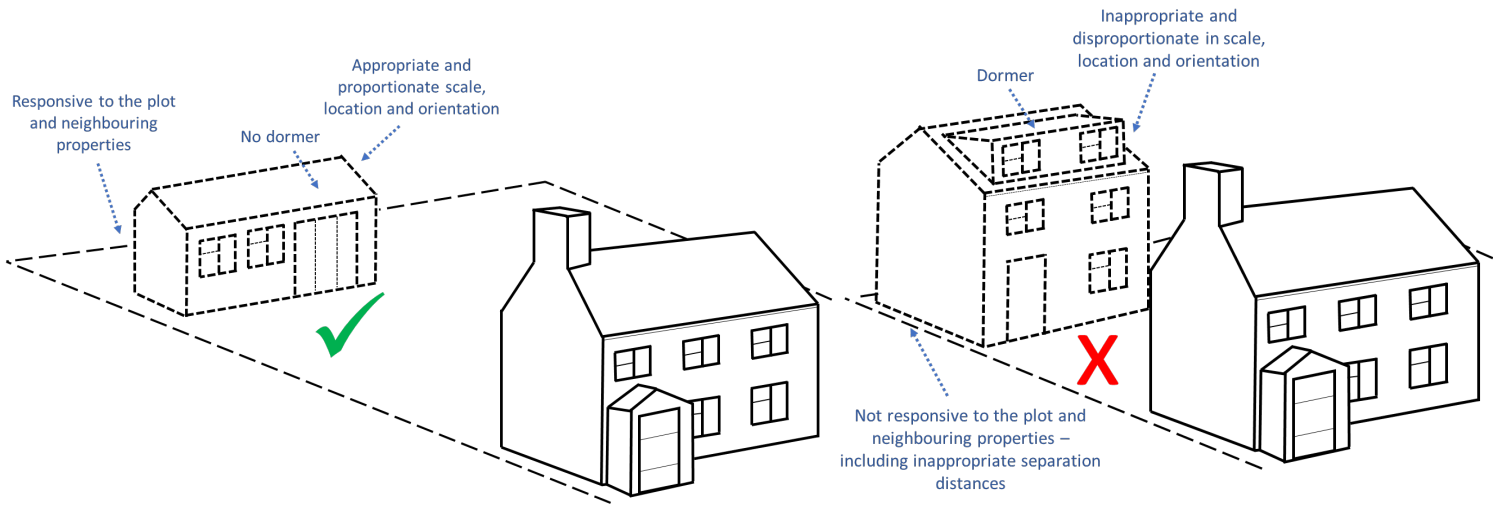 Responsive to the plot
and neighbouring
properties
No dormer
Appropriate and
proportionate scale,
location and orientation
Dormer
Inappropriate and
disproportionate in scale,
location and orientation
Not responsive to the plot and
neighbouring properties –
including inappropriate separation
distances